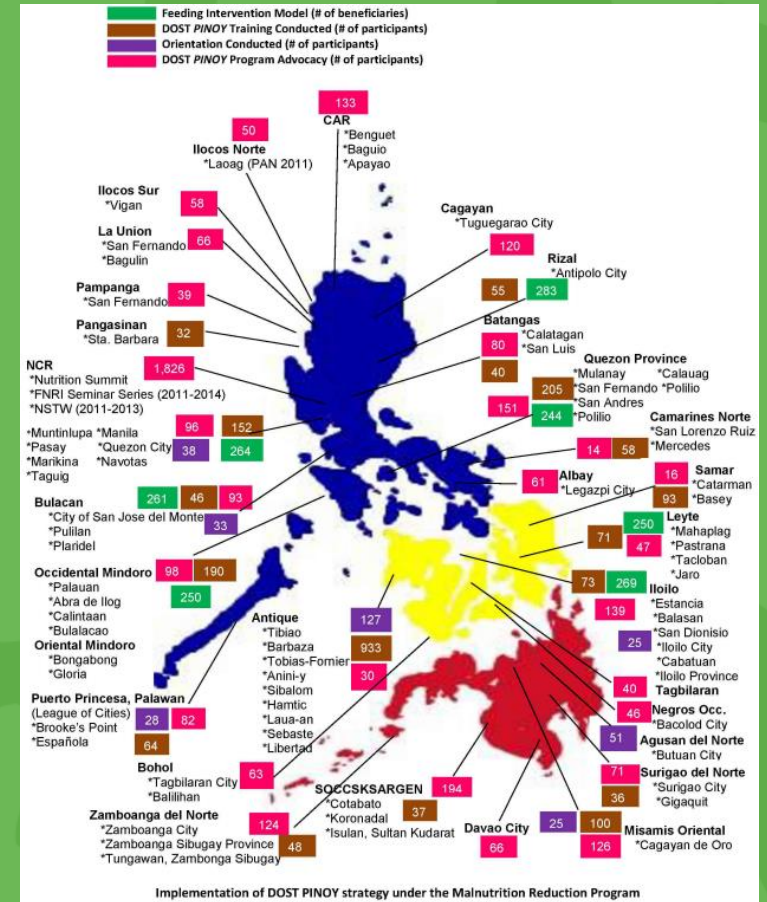 Feeding Intervention Model (# of beneficiaries)
DOST PINOY Training Conducted (# of participants)
Orientation Conducted (# of participants)
DOST PINOY Program Advocacy (# of participants)
133
CAR
*Benguet
*Baguio
*Apayao
50
Ilocos Norte
*Laoag (PAN 2011)
Ilocos Sur
*Vigan
58
La Union
*San Fernando
*Bagulin
66
Cagayan
*Tuguegarao City
120
Rizal
*Antipolo City
55
283
Pampanga
*San Fernando
39
Pangasinan
*Sta. Barbara
32
Batangas
*Calatagan
*San Luis
80
40
NCR
*Nutrition Summit
*FNRI Seminar Series (2011-2014)
*NSTW (2011-2013)
1,826
Quezon Province
*Mulanay *Calauag
*San Fernando *Polilio
*San Andres
*Polilio
205
151
244
*Muntinlupa *Manila
*Pasay *Quezon City
*Marikina *Navotas
*Taguig
96
152
38
264
Camarines Norte
*San Lorenzo Ruiz
*Mercedes
14
58
Albay
*Legazpi City
61
Samar
*Catarman
*Basey
16
93
Bulacan
*City of San Jose del Monte
*Pulilan
*Plaridel
261
46
93
33
Leyte
*Mahaplag
*Pastrana
*Tacloban
*Jaro
250
71
47
Occidental Mindoro
*Palauan
*Abra de Ilog
*Calintaan
*Bulalacao
98
190
250
Oriental Mindoro
*Bongabong
*Gloria
73
269
Iloilo
*Estancia
*Balasan
*San Dionisio
*Iloilo City
*Cabatuan
*Iloilo Province
139
25
Antique
*Tibiao
*Barbaza
*Tobias-Fornier
*Anini-y
*Sibalom
*Hamtic
*Laua-an
*Sebaste
*Libertad
127
933
30
40
Tagbilaran
Negros Occ.
*Bacolod City
46
Puerto Princesa, Palawan
(League of Cities)
*Brooke's Point
*Española
28
82
64
51
Agusan del Norte
*Butuan City
Bohol
*Tagbilaran City
*Balilihan
63
71
Surigao del Norte
*Surigao City
*Gigaquit
36
SOCCSKSARGEN
*Cotabato
*Koronadal
*Isulan, Sultan Kudarat
194
37
Zamboanga del Norte
*Zamboanga City
*Zamboanga Sibugay Province
*Tungawan, Zambonga Sibugay
124
48
Davao City
66
25
100
126
Misamis Oriental
*Cagayan de Oro
Implementation of DOST PINOY strategy under the Malnutrition Reduction Program